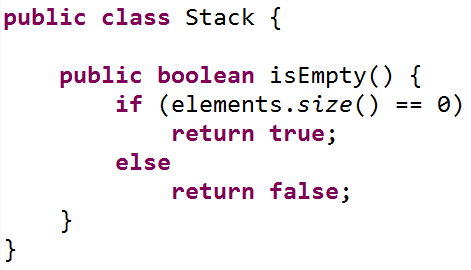 public class Stack {
    public boolean isEmpty() {
        if (elements.size() == 0)
            return true;
        else
            return false;
    }
}